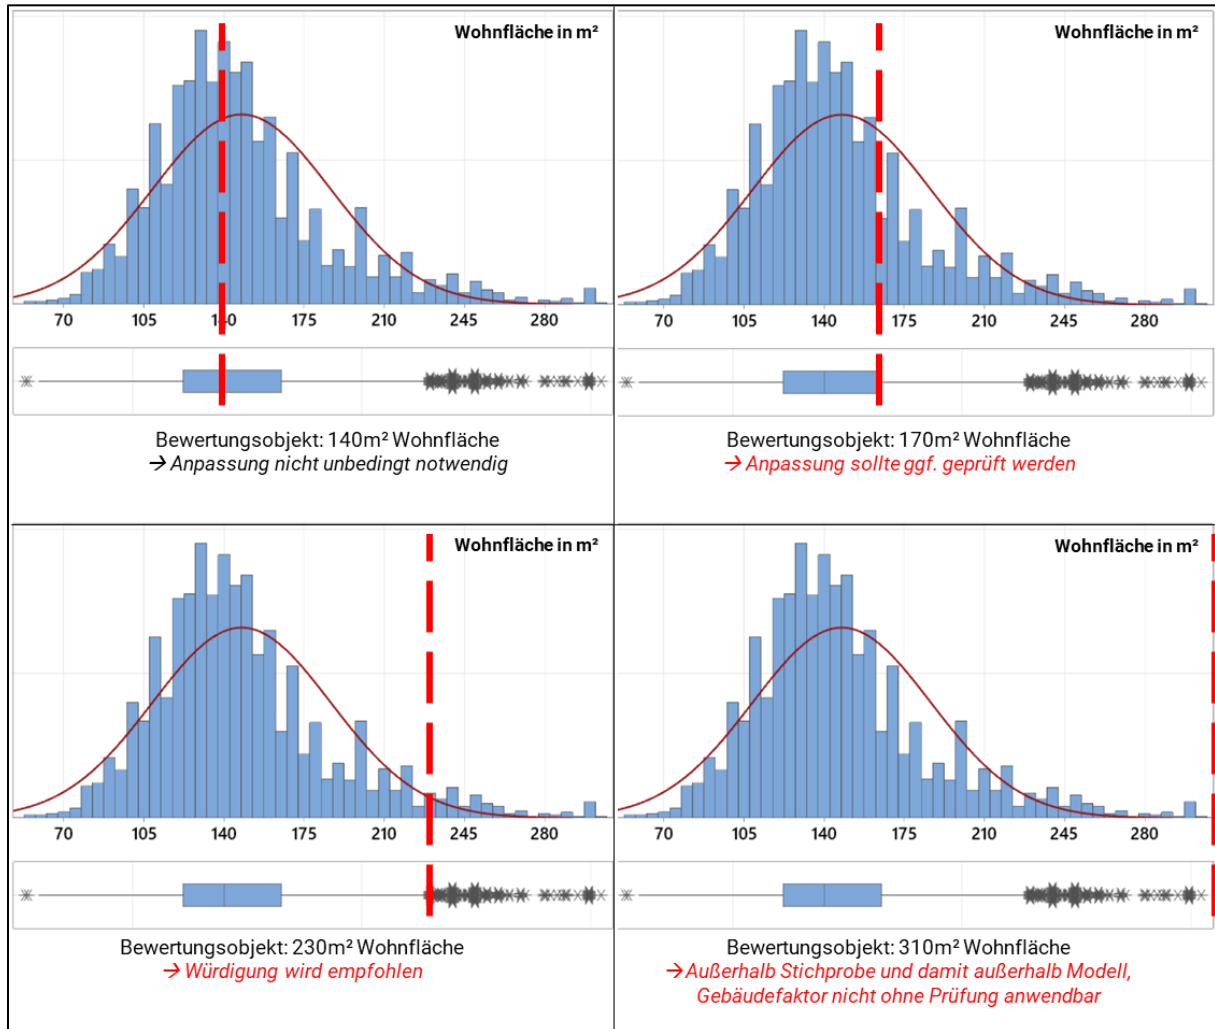 Wohnfläche in m²
70 105 140 175 210 245 280
Bewertungsobjekt: 140m² Wohnfläche
→ Anpassung nicht unbedingt notwendig
Wohnfläche in m²
70 105 140 175 210 245 280
Bewertungsobjekt: 170m² Wohnfläche
→ Anpassung sollte ggf. geprüft werden
Wohnfläche in m²
70 105 140 175 210 245 280
Bewertungsobjekt: 230m² Wohnfläche
→ Würdigung wird empfohlen
Wohnfläche in m²
70 105 140 175 210 245 280
Bewertungsobjekt: 310m² Wohnfläche
→ Außerhalb Stichprobe und damit außerhalb Modell,
Gebäudefaktor nicht ohne Prüfung anwendbar